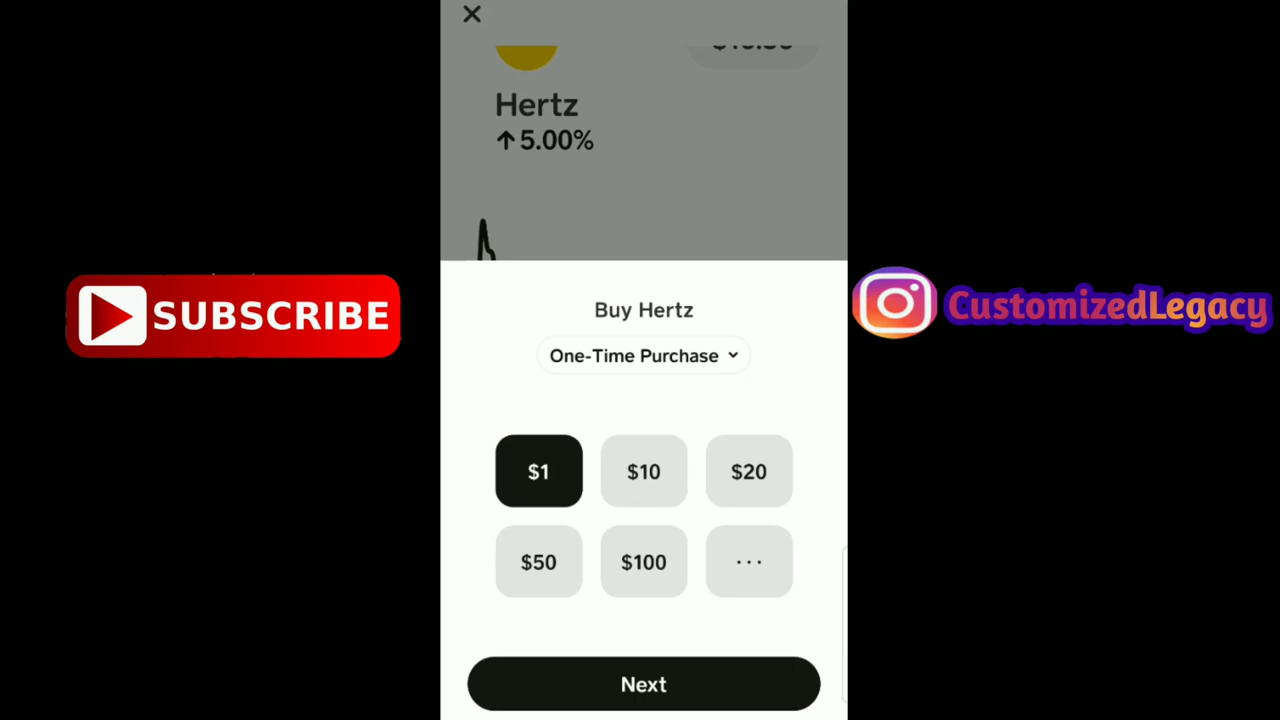 Hertz
↑5.00%
SUBSCRIBE
CustomizedLegacy
Buy Hertz
One-Time Purchase
$1
$10
$20
$50
$100
...
Next